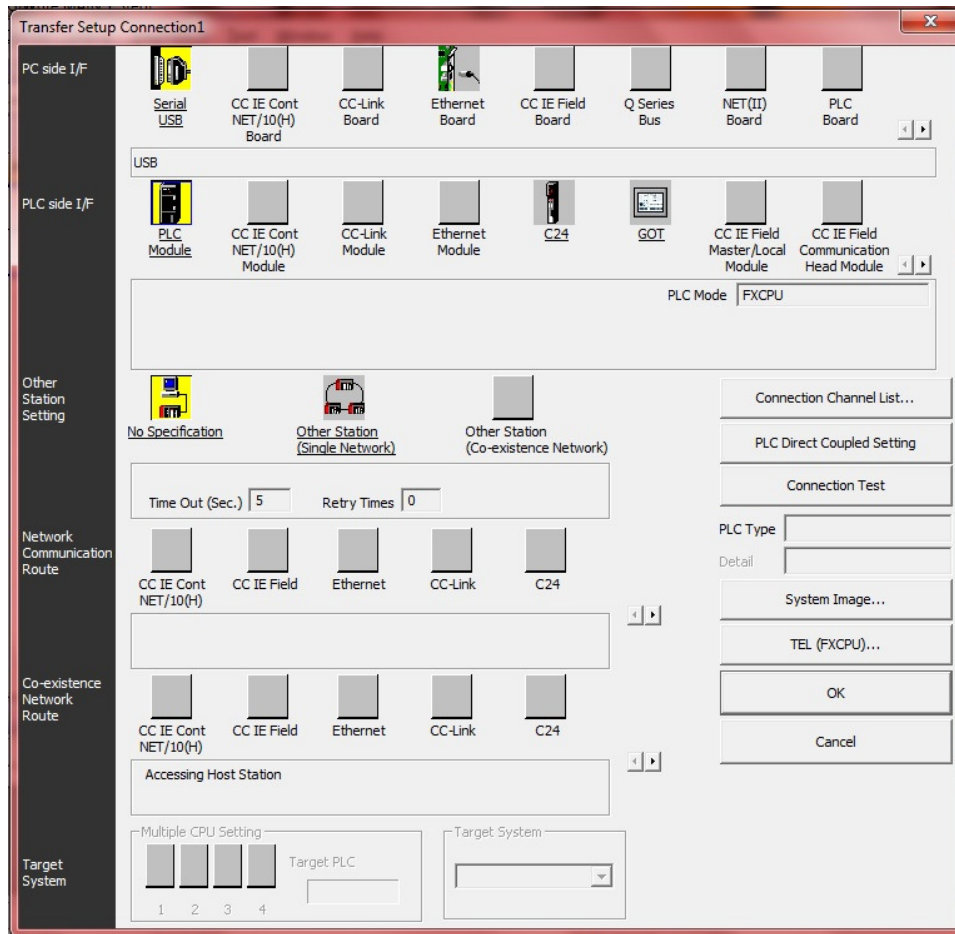 Transfer Setup Connection1
PC side I/F
Serial USB
CC IE Cont NET/10(H) Board
CC-Link Board
Ethernet Board
CC IE Field Board
Q Series Bus
NET(II) Board
PLC Board
USB
PLC side I/F
PLC Module
CC IE Cont NET/10(H) Module
CC-Link Module
Ethernet Module
C24
GOT
CC IE Field Master/Local Module
CC IE Field Communication Head Module
PLC Mode FXCPU
Other Station Setting
No Specification
Other Station (Single Network)
Other Station (Co-existence Network)
Time Out (Sec.) 5 Retry Times 0
Connection Channel List...
PLC Direct Coupled Setting
Connection Test
PLC Type
Detail
System Image...
TEL (FXCPU)...
OK
Cancel
Network Communication Route
CC IE Cont NET/10(H)
CC IE Field
Ethernet
CC-Link
C24
Co-existence Network Route
CC IE Cont NET/10(H)
CC IE Field
Ethernet
CC-Link
C24
Accessing Host Station
Target System
Multiple CPU Setting
Target PLC
1 2 3 4
Target System